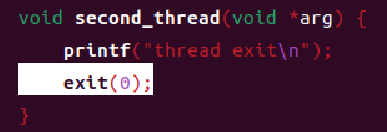 void second_thread(void *arg) {
    printf("thread exit\n");
    exit(0);
}